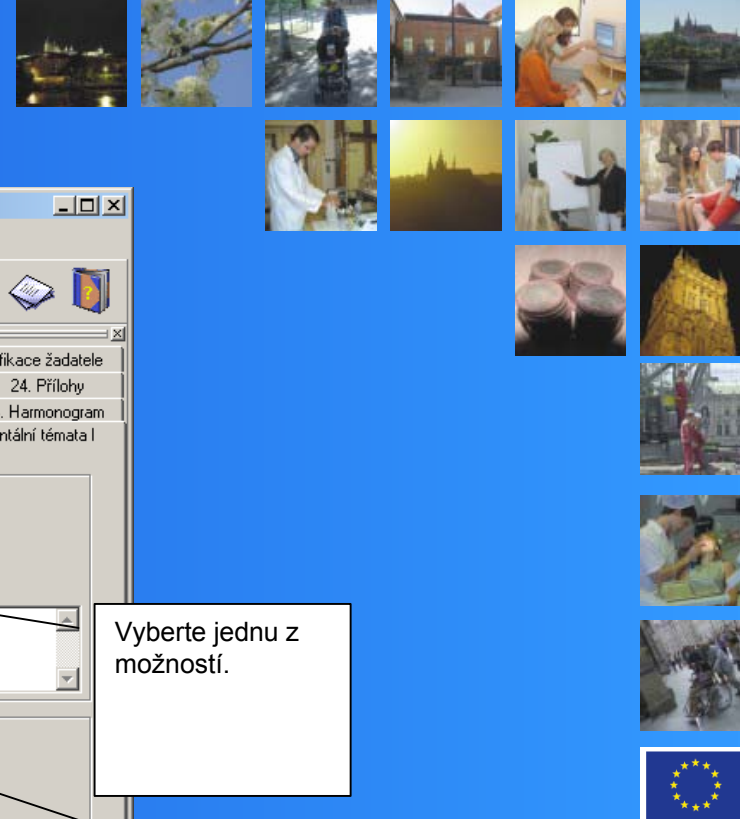 fikace žadatele
24. Přílohy
. Harmonogram
ntální témata I
Vyberte jednu z
možností.